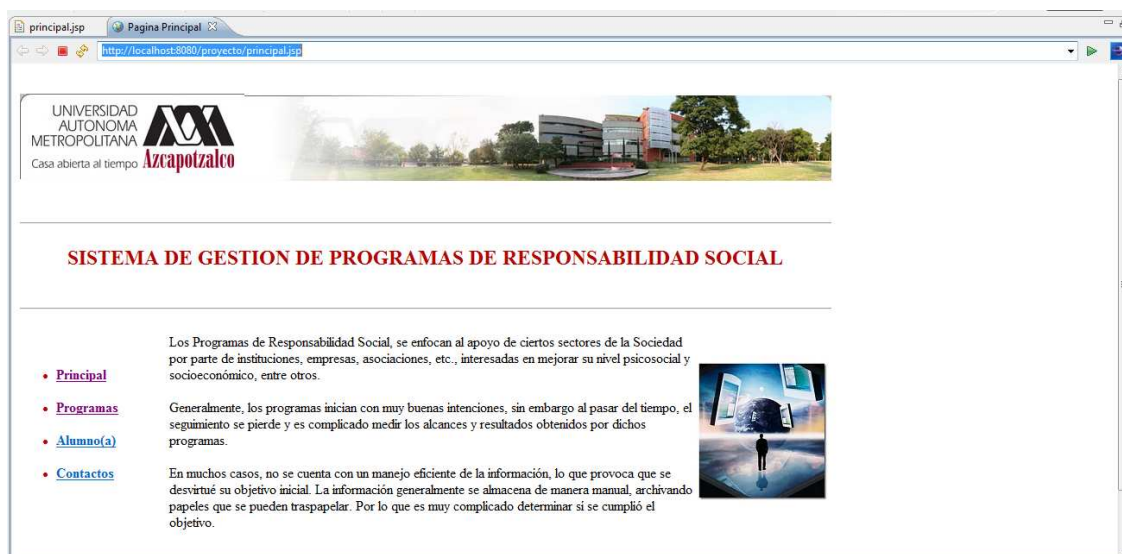 principal.jsp
Pagina Principal
http://localhost:8080/proyecto/principal.jsp
UNIVERSIDAD
AUTONOMA
METROPOLITANA
Casa abierta al tiempo Azcapotzalco
SISTEMA DE GESTION DE PROGRAMAS DE RESPONSABILIDAD SOCIAL
• Principal
• Programas
• Alumno(a)
• Contactos
Los Programas de Responsabilidad Social, se enfocan al apoyo de ciertos sectores de la Sociedad
por parte de instituciones, empresas, asociaciones, etc., interesadas en mejorar su nivel psicosocial y
socioeconómico, entre otros.
Generalmente, los programas inician con muy buenas intenciones, sin embargo al pasar del tiempo, el
seguimiento se pierde y es complicado medir los alcances y resultados obtenidos por dichos
programas.
En muchos casos, no se cuenta con un manejo eficiente de la información, lo que provoca que se
desvirtué su objetivo inicial. La información generalmente se almacena de manera manual, archivando
papeles que se pueden traspapelar. Por lo que es muy complicado determinar si se cumplió el
objetivo.